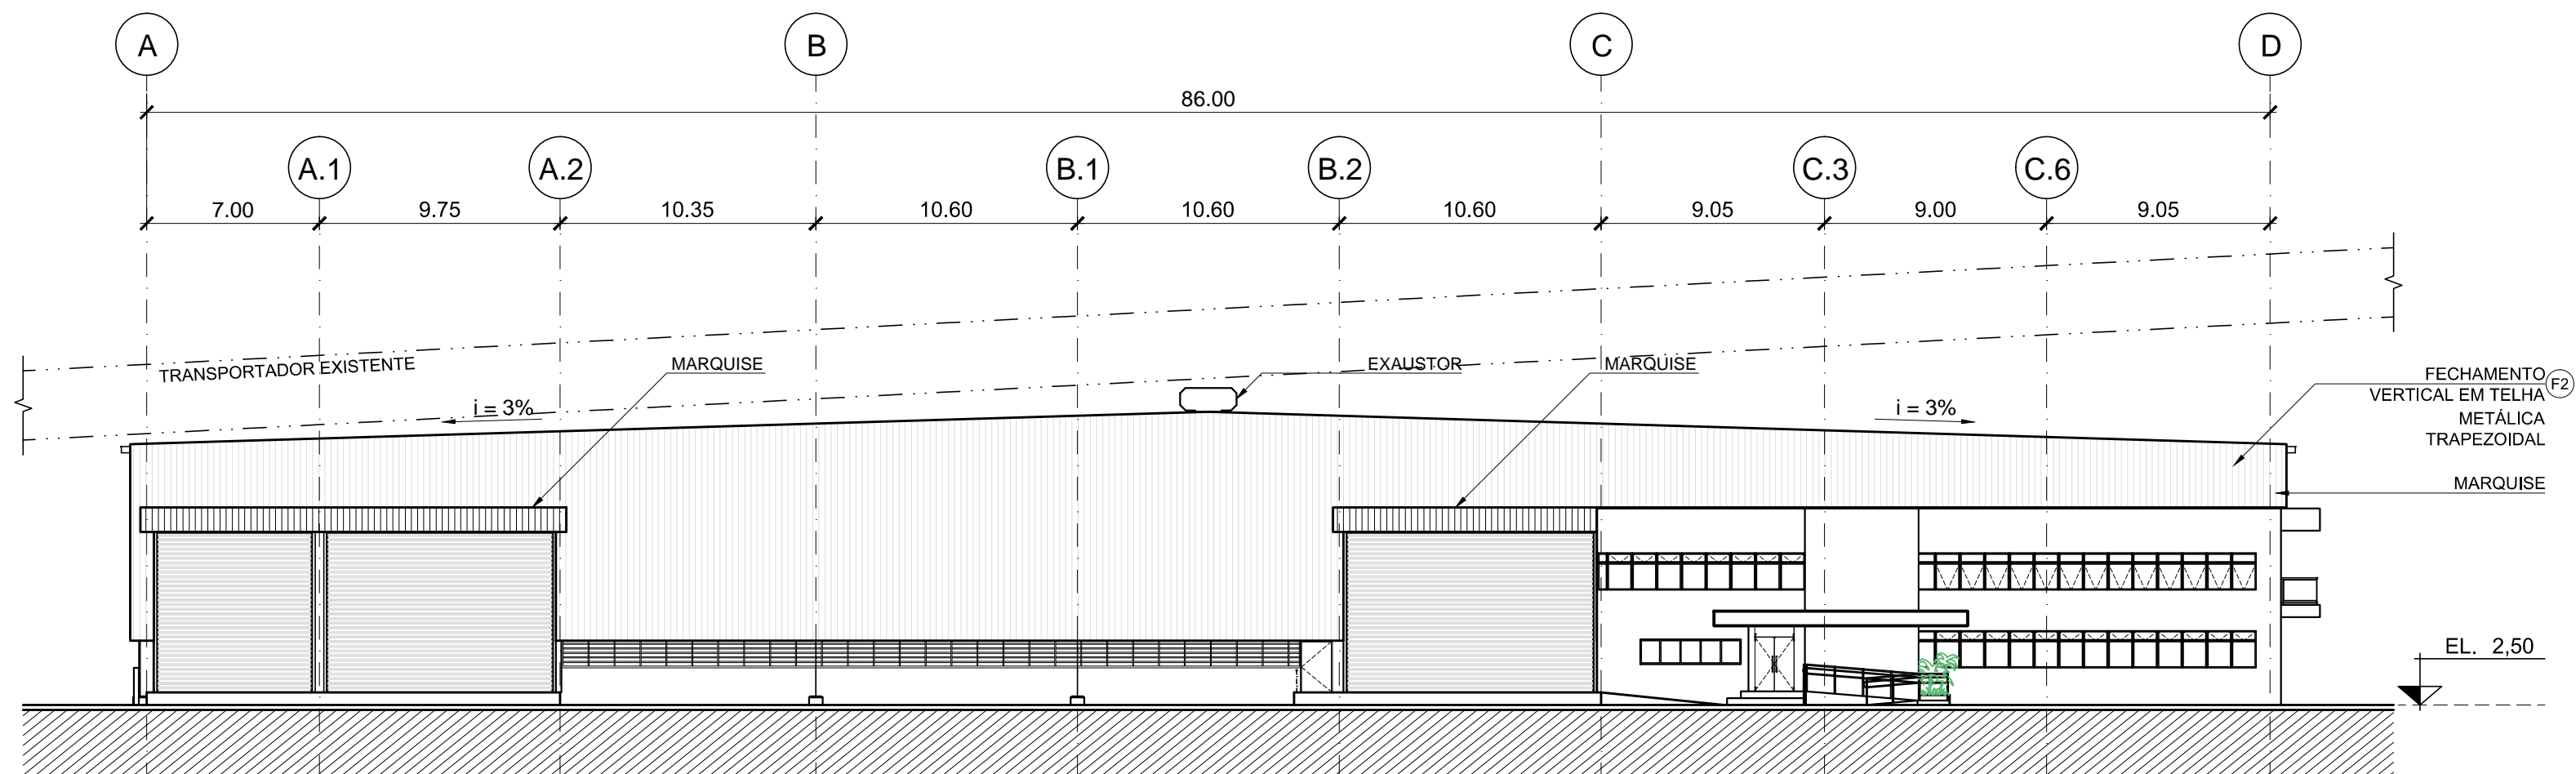 A
B
C
D
86.00
A.1
A.2
B.1
B.2
C.3
C.6
7.00
9.75
10.35
10.60
10.60
10.60
9.05
9.00
9.05
TRANSPORTADOR EXISTENTE
MARQUISE
EXAUSTOR
MARQUISE
FECHAMENTO
VERTICAL EM TELHA
METÁLICA
TRAPEZOIDAL
F2
i = 3%
i = 3%
MARQUISE
EL. 2,50